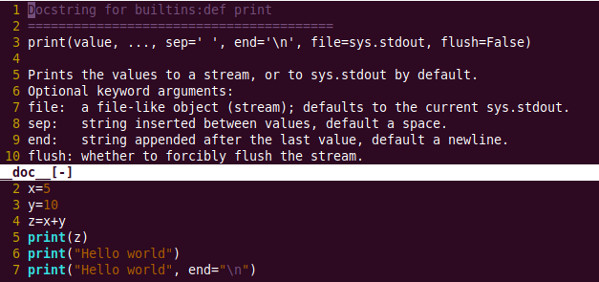 1 Docstring for builtins:def print
2 ========================================
3 print(value, ..., sep=' ', end='\n', file=sys.stdout, flush=False)
4
5 Prints the values to a stream, or to sys.stdout by default.
6 Optional keyword arguments:
7 file:  a file-like object (stream); defaults to the current sys.stdout.
8 sep:   string inserted between values, default a space.
9 end:   string appended after the last value, default a newline.
10 flush: whether to forcibly flush the stream.
__doc__[-]
2 x=5
3 y=10
4 z=x+y
5 print(z)
6 print("Hello world")
7 print("Hello world", end="\n")